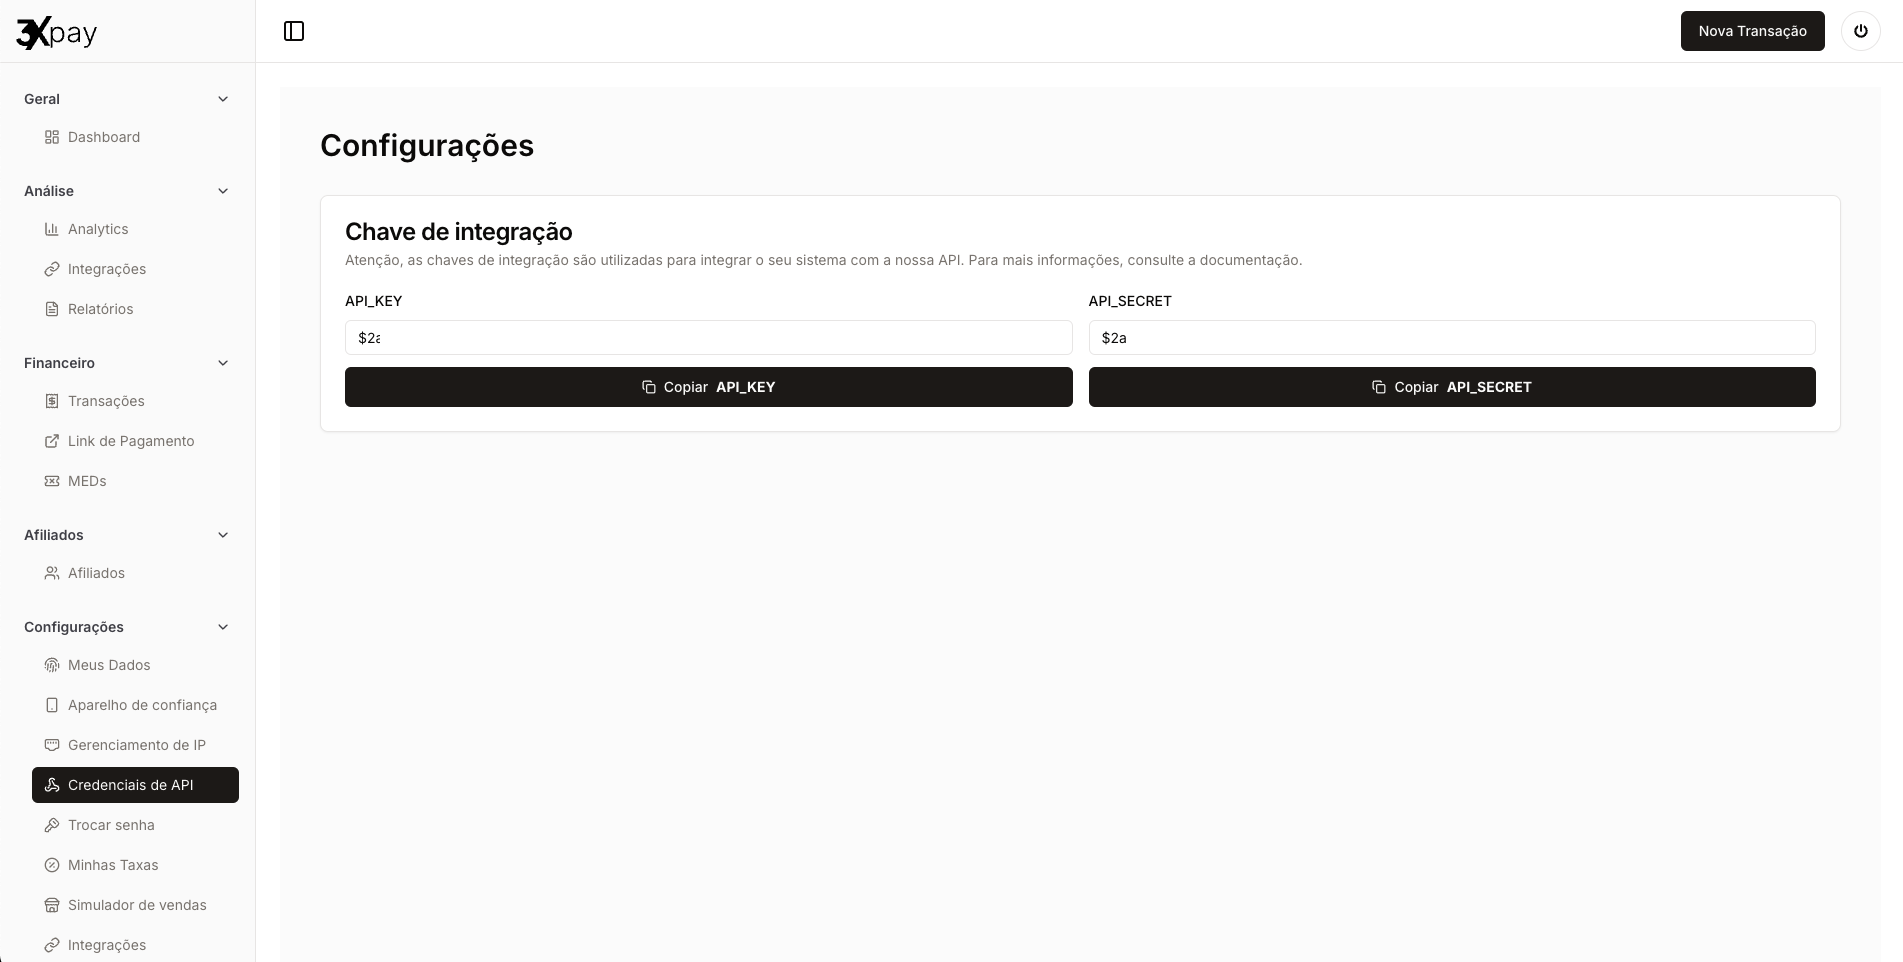 3Xpay
Nova Transação
Geral
Dashboard
Análise
Analytics
Integrações
Relatórios
Financeiro
Transações
Link de Pagamento
MEDs
Afiliados
Afiliados
Configurações
Meus Dados
Aparelho de confiança
Gerenciamento de IP
Credenciais de API
Trocar senha
Minhas Taxas
Simulador de vendas
Integrações
Configurações
Chave de integração
Atenção, as chaves de integração são utilizadas para integrar o seu sistema com a nossa API. Para mais informações, consulte a documentação.
API_KEY
$2a
Copiar API_KEY
API_SECRET
$2a
Copiar API_SECRET